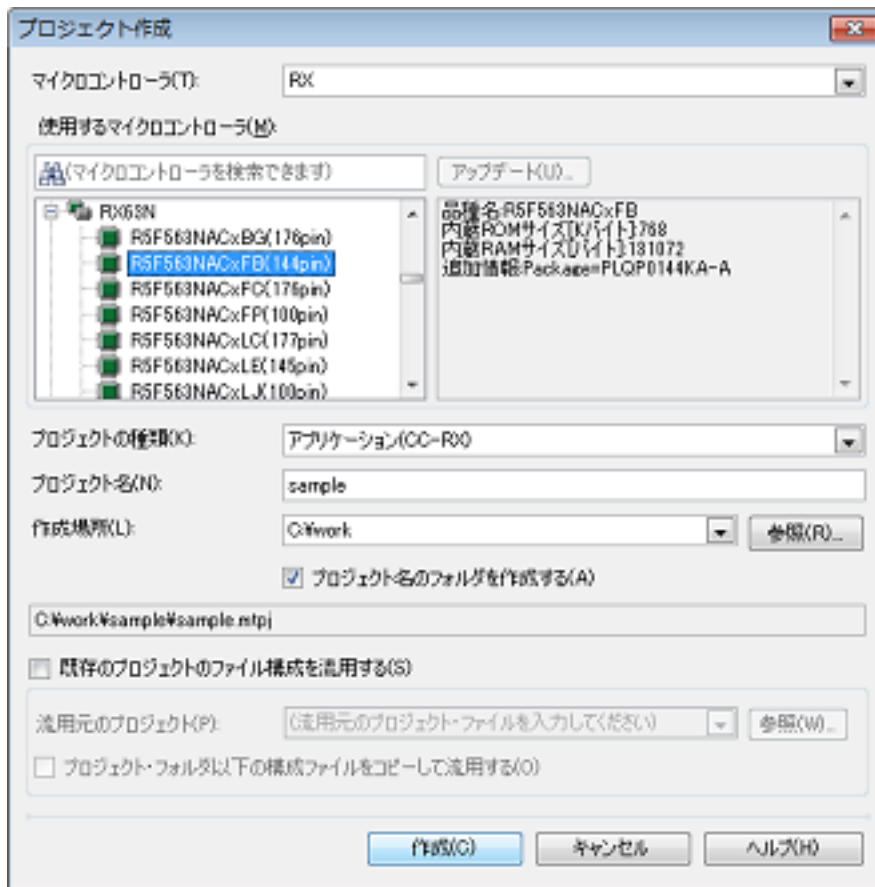 プロジェクト作成
マイクロコントローラ(T): RX
使用するマイクロコントローラ(M):
(マイクロコントローラを検索できます) アップデート(U)...
RX63N
R5F563NACxBG(176pin)
R5F563NACxFB(144pin)
R5F563NACxFC(176pin)
R5F563NACxFP(100pin)
R5F563NACxLC(177pin)
R5F563NACxLE(145pin)
R5F563NACxLJ(100pin)
品種名:R5F563NACxFB
内蔵ROMサイズ[Kバイト]:768
内蔵RAMサイズ[バイト]:131072
追加情報:Package=PLQP0144KA-A
プロジェクトの種類(K): アプリケーション(CC-RX)
プロジェクト名(N): sample
作成場所(L): C:¥work 参照(R)...
プロジェクト名のフォルダを作成する(A)
C:¥work¥sample¥sample.mtpj
既存のプロジェクトのファイル構成を流用する(S)
流用元のプロジェクト(P): (流用元のプロジェクト・ファイルを入力してください) 参照(W)...
プロジェクト・フォルダ以下の構成ファイルをコピーして流用する(O)
作成(C) キャンセル ヘルプ(H)